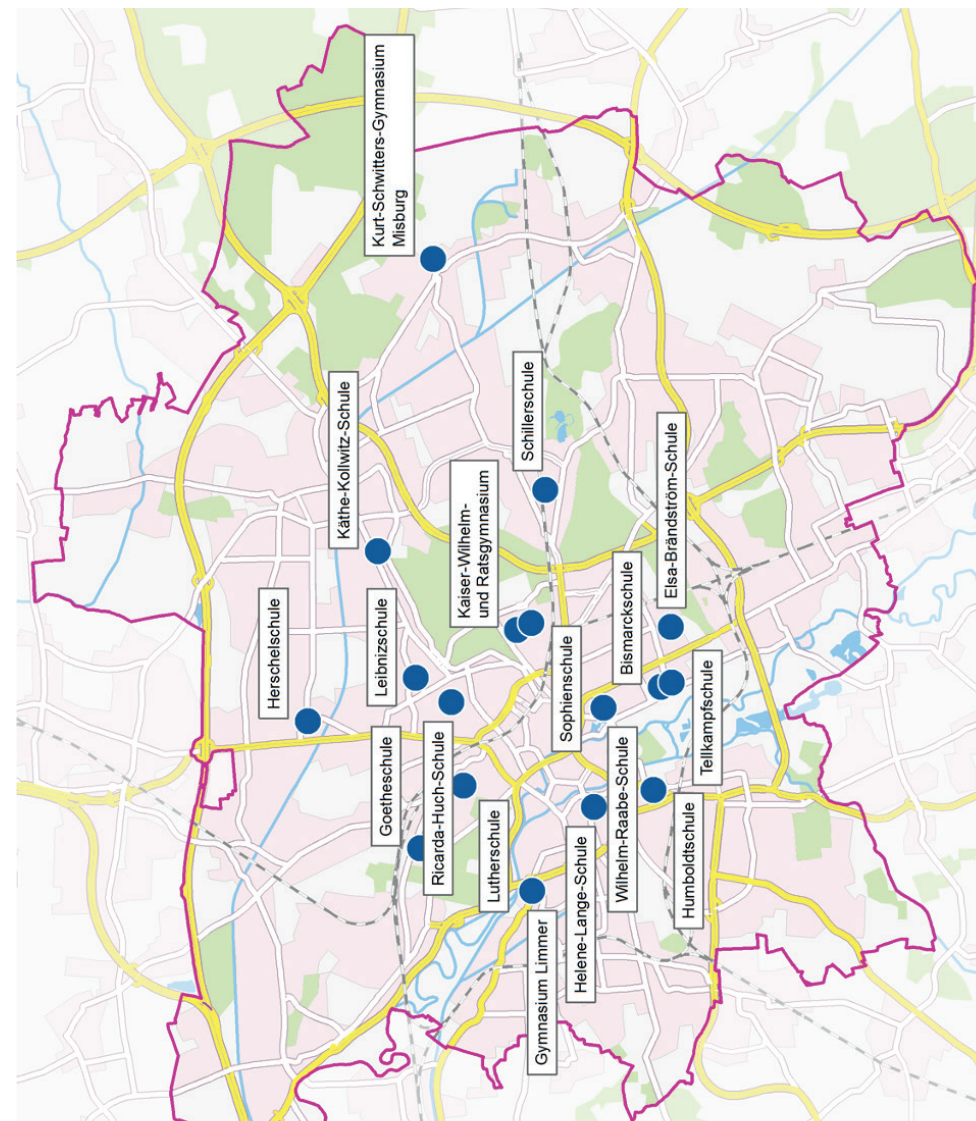 Herschelschule
Käthe-Kollwitz-Schule
Kurt-Schwitters-Gymnasium
Misburg
Goetheschule
Leibnizschule
Ricarda-Huch-Schule
Kaiser-Wilhelm-
und Ratsgymnasium
Lutherschule
Schillerschule
Gymnasium Limmer
Sophienschule
Helene-Lange-Schule
Wilhelm-Raabe-Schule
Bismarckschule
Elsa-Brändström-Schule
Humboldtschule
Tellkampfschule